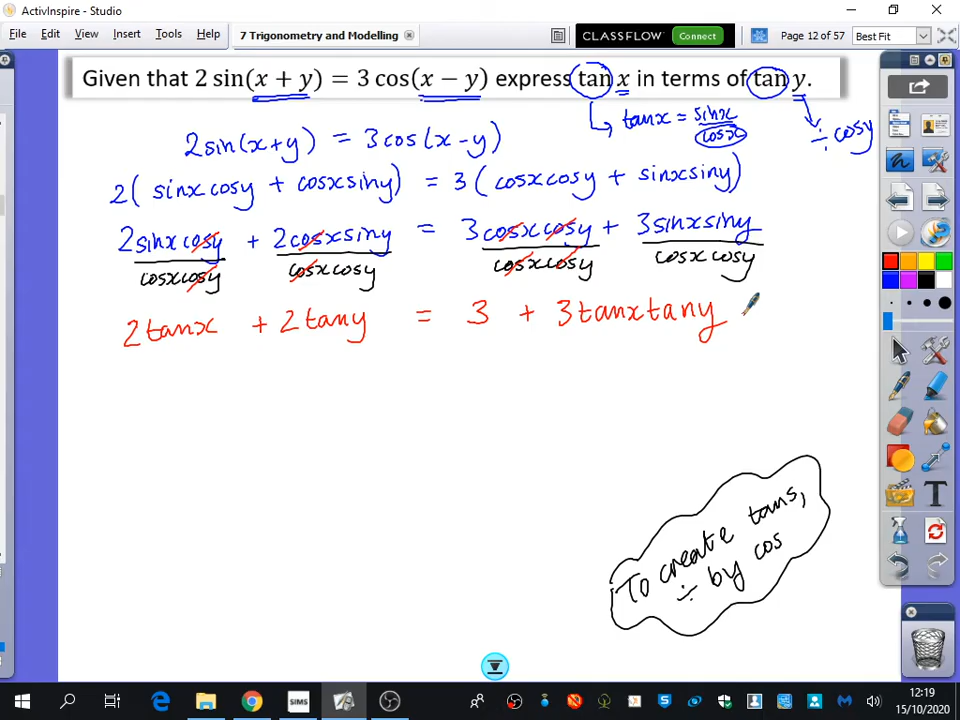 ActivInspire - Studio
File Edit View Insert Tools Help
7 Trigonometry and Modelling
CLASSFLOW Connect
Page 12 of 57
Best Fit
Given that 2 sin(x + y) = 3 cos(x − y) express tan x in terms of tan y.
tanx = sinx/cosx
÷ cosy
2sin(x+y) = 3cos(x-y)
2(sinxcosy + cosxsiny) = 3(cosxcosy + sinxsiny)
2sinxcosy/cosxcosy + 2cosxsiny/cosxcosy = 3cosxcosy/cosxcosy + 3sinxsiny/cosxcosy
2tanx + 2tany = 3 + 3tanxtany
To create tans,
÷ by cos
SIMS
12:19
15/10/2020